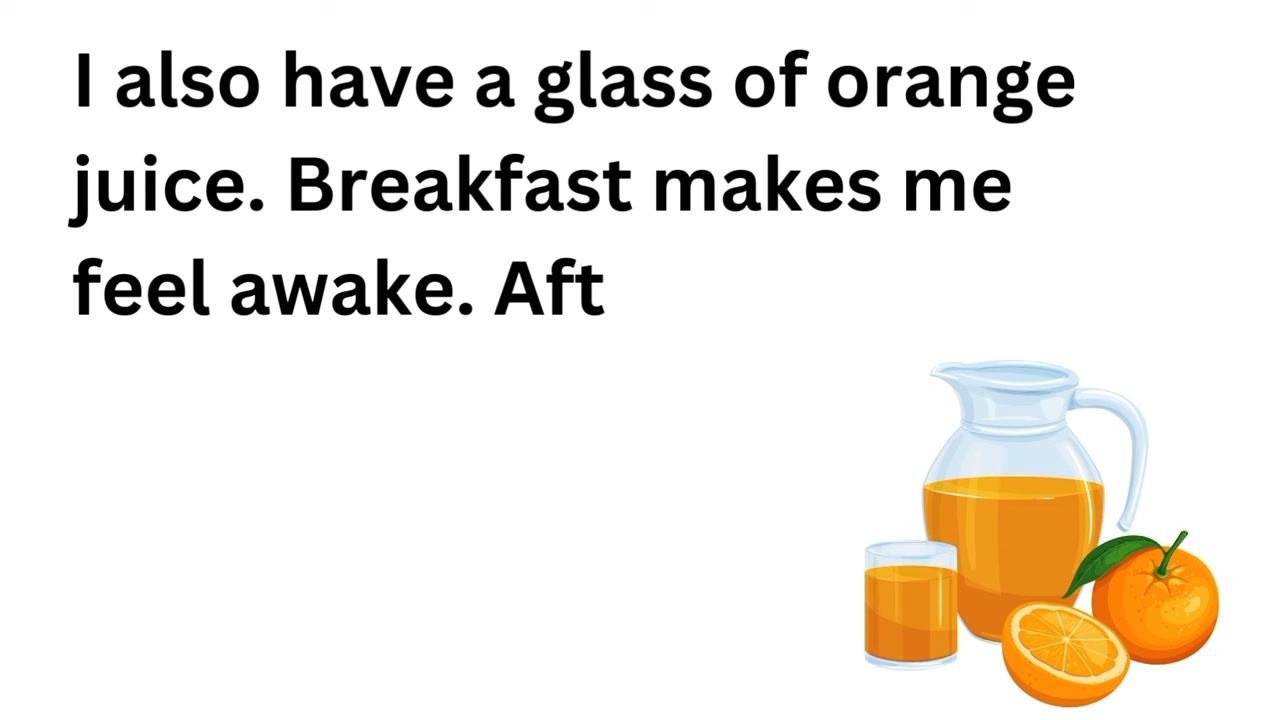 I also have a glass of orange
juice. Breakfast makes me
feel awake. Aft